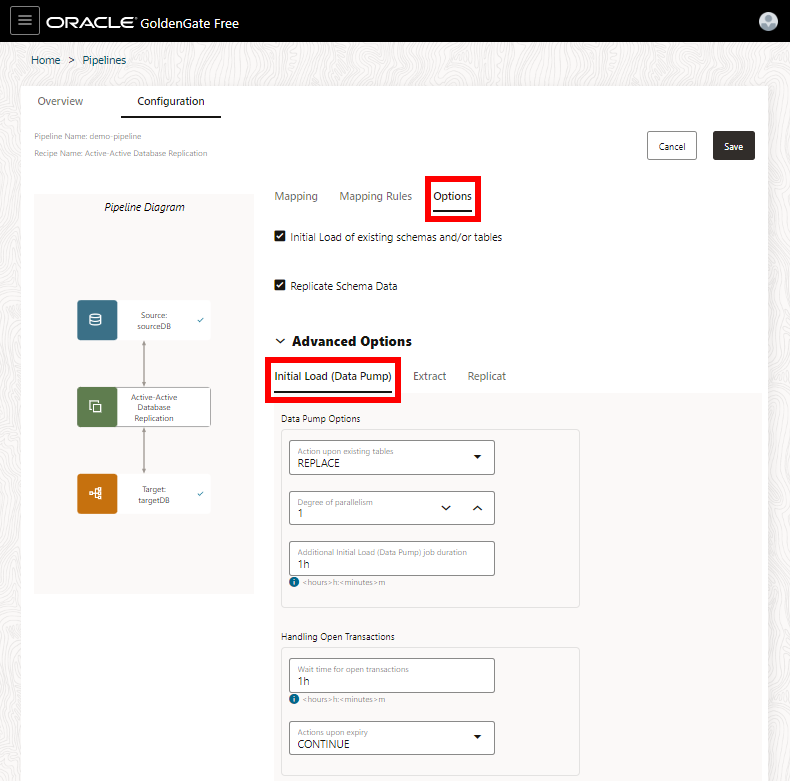 ORACLE GoldenGate Free
Home > Pipelines
Overview Configuration
Pipeline Name: demo-pipeline
Recipe Name: Active-Active Database Replication
Cancel Save
Pipeline Diagram
Source:
sourceDB
Active-Active
Database
Replication
Target:
targetDB
Mapping Mapping Rules Options
Initial Load of existing schemas and/or tables
Replicate Schema Data
Advanced Options
Initial Load (Data Pump) Extract Replicat
Data Pump Options
Action upon existing tables
REPLACE
Degree of parallelism
1
Additional Initial Load (Data Pump) job duration
1h
<hours>h:<minutes>m
Handling Open Transactions
Wait time for open transactions
1h
<hours>h:<minutes>m
Actions upon expiry
CONTINUE